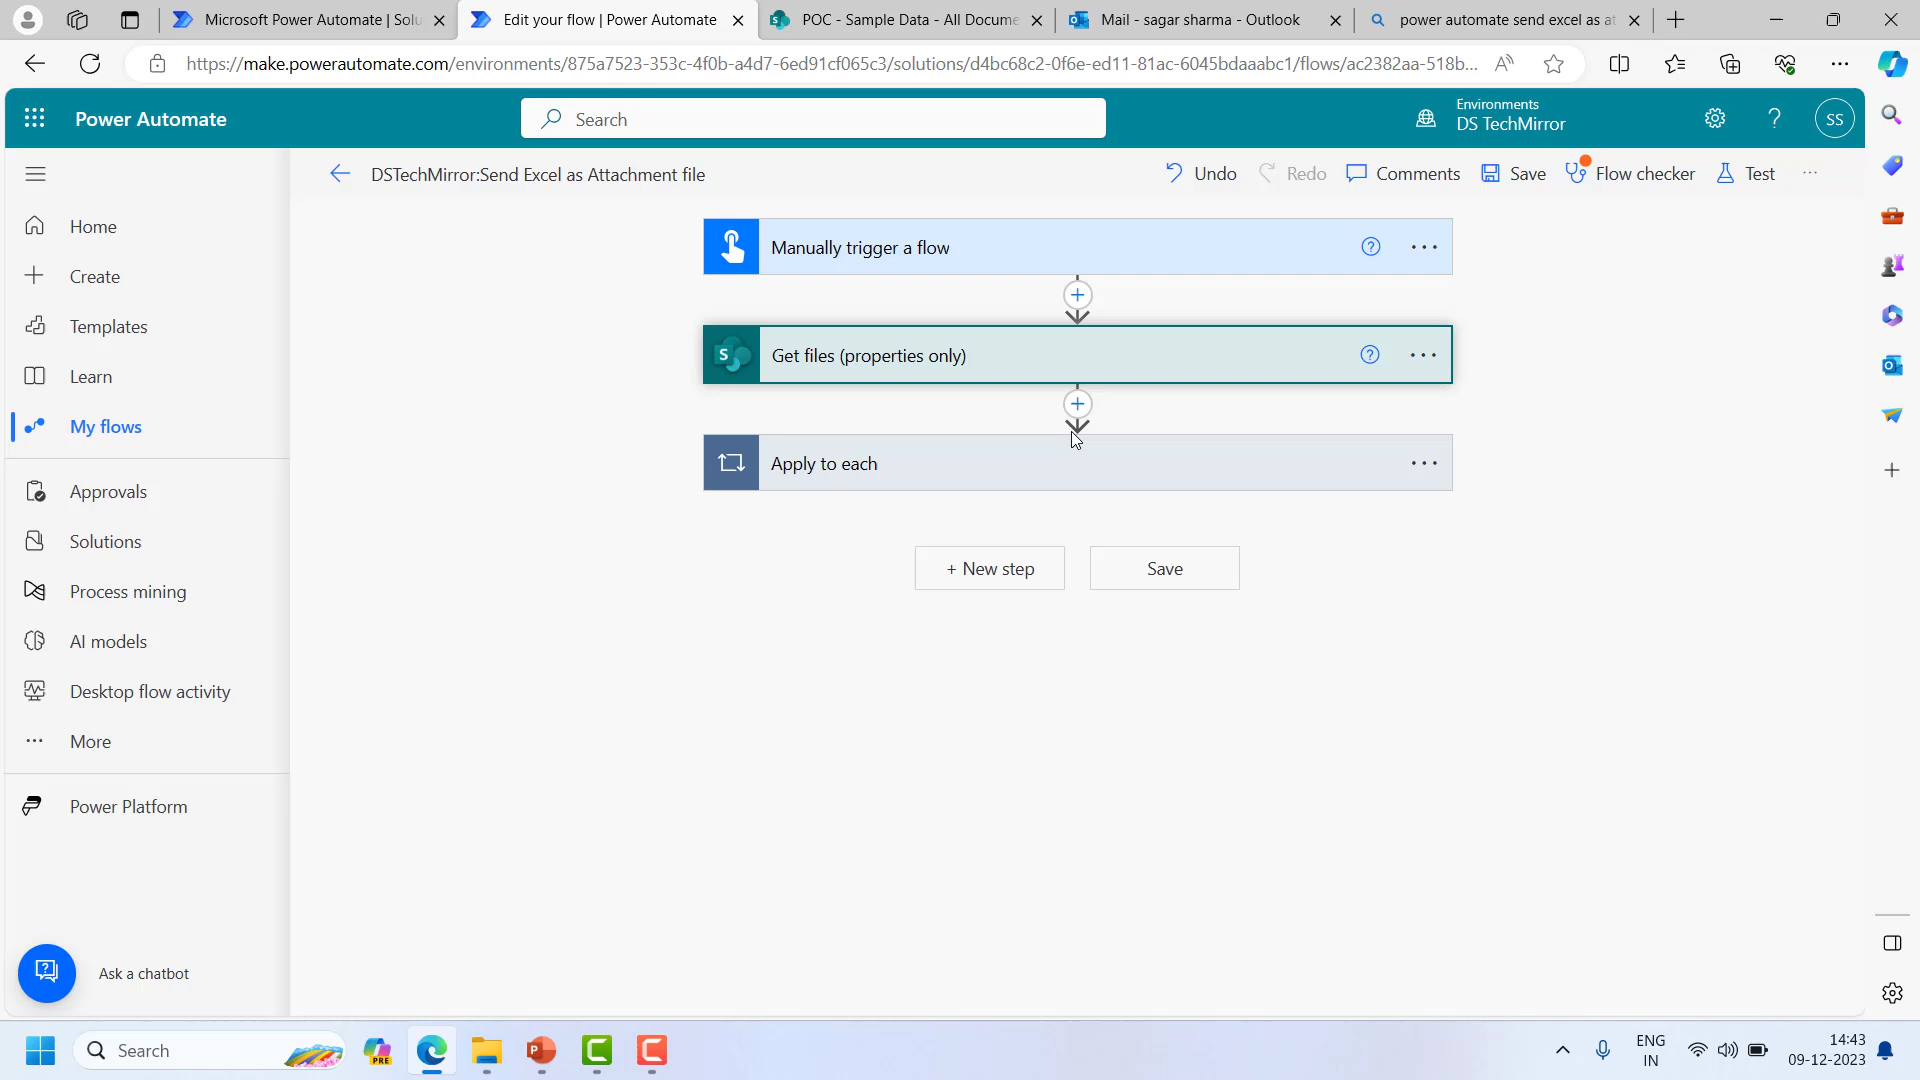 Microsoft Power Automate | Solu
Edit your flow | Power Automate
POC - Sample Data - All Docume
Mail - sagar sharma - Outlook
power automate send excel as at
https://make.powerautomate.com/environments/875a7523-353c-4f0b-a4d7-6ed91cf065c3/solutions/d4bc68c2-0f6e-ed11-81ac-6045bdaaabc1/flows/ac2382aa-518b...
Power Automate
Search
Environments
DS TechMirror
SS
DSTechMirror:Send Excel as Attachment file
Undo
Redo
Comments
Save
Flow checker
Test
Home
Create
Templates
Learn
My flows
Approvals
Solutions
Process mining
AI models
Desktop flow activity
More
Power Platform
Ask a chatbot
Manually trigger a flow
Get files (properties only)
Apply to each
+ New step
Save
Search
PRE
ENG
IN
14:43
09-12-2023